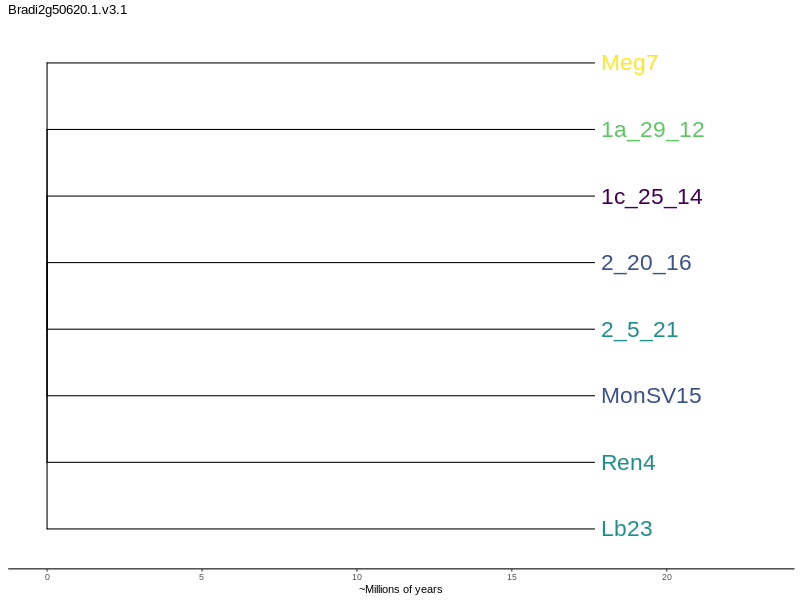 Bradi2g50620.1.v3.1
Meg7
1a_29_12
1c_25_14
2_20_16
2_5_21
MonSV15
Ren4
Lb23
0 5 10 15 20
~Millions of years